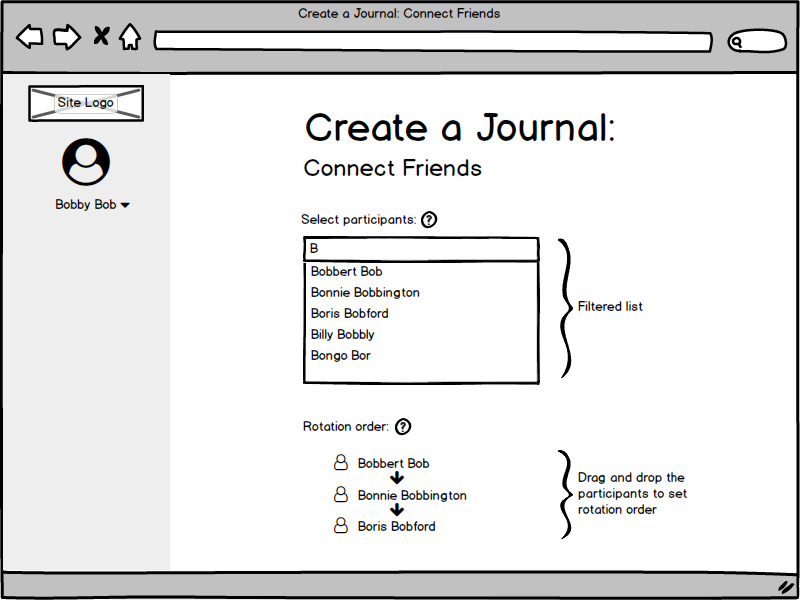 Create a Journal: Connect Friends
Site Logo
Bobby Bob
Create a Journal:
Connect Friends
Select participants: ?
B
Bobbert Bob
Bonnie Bobbington
Boris Bobford
Billy Bobbly
Bongo Bor
Filtered list
Rotation order: ?
Bobbert Bob
Bonnie Bobbington
Boris Bobford
Drag and drop the
participants to set
rotation order